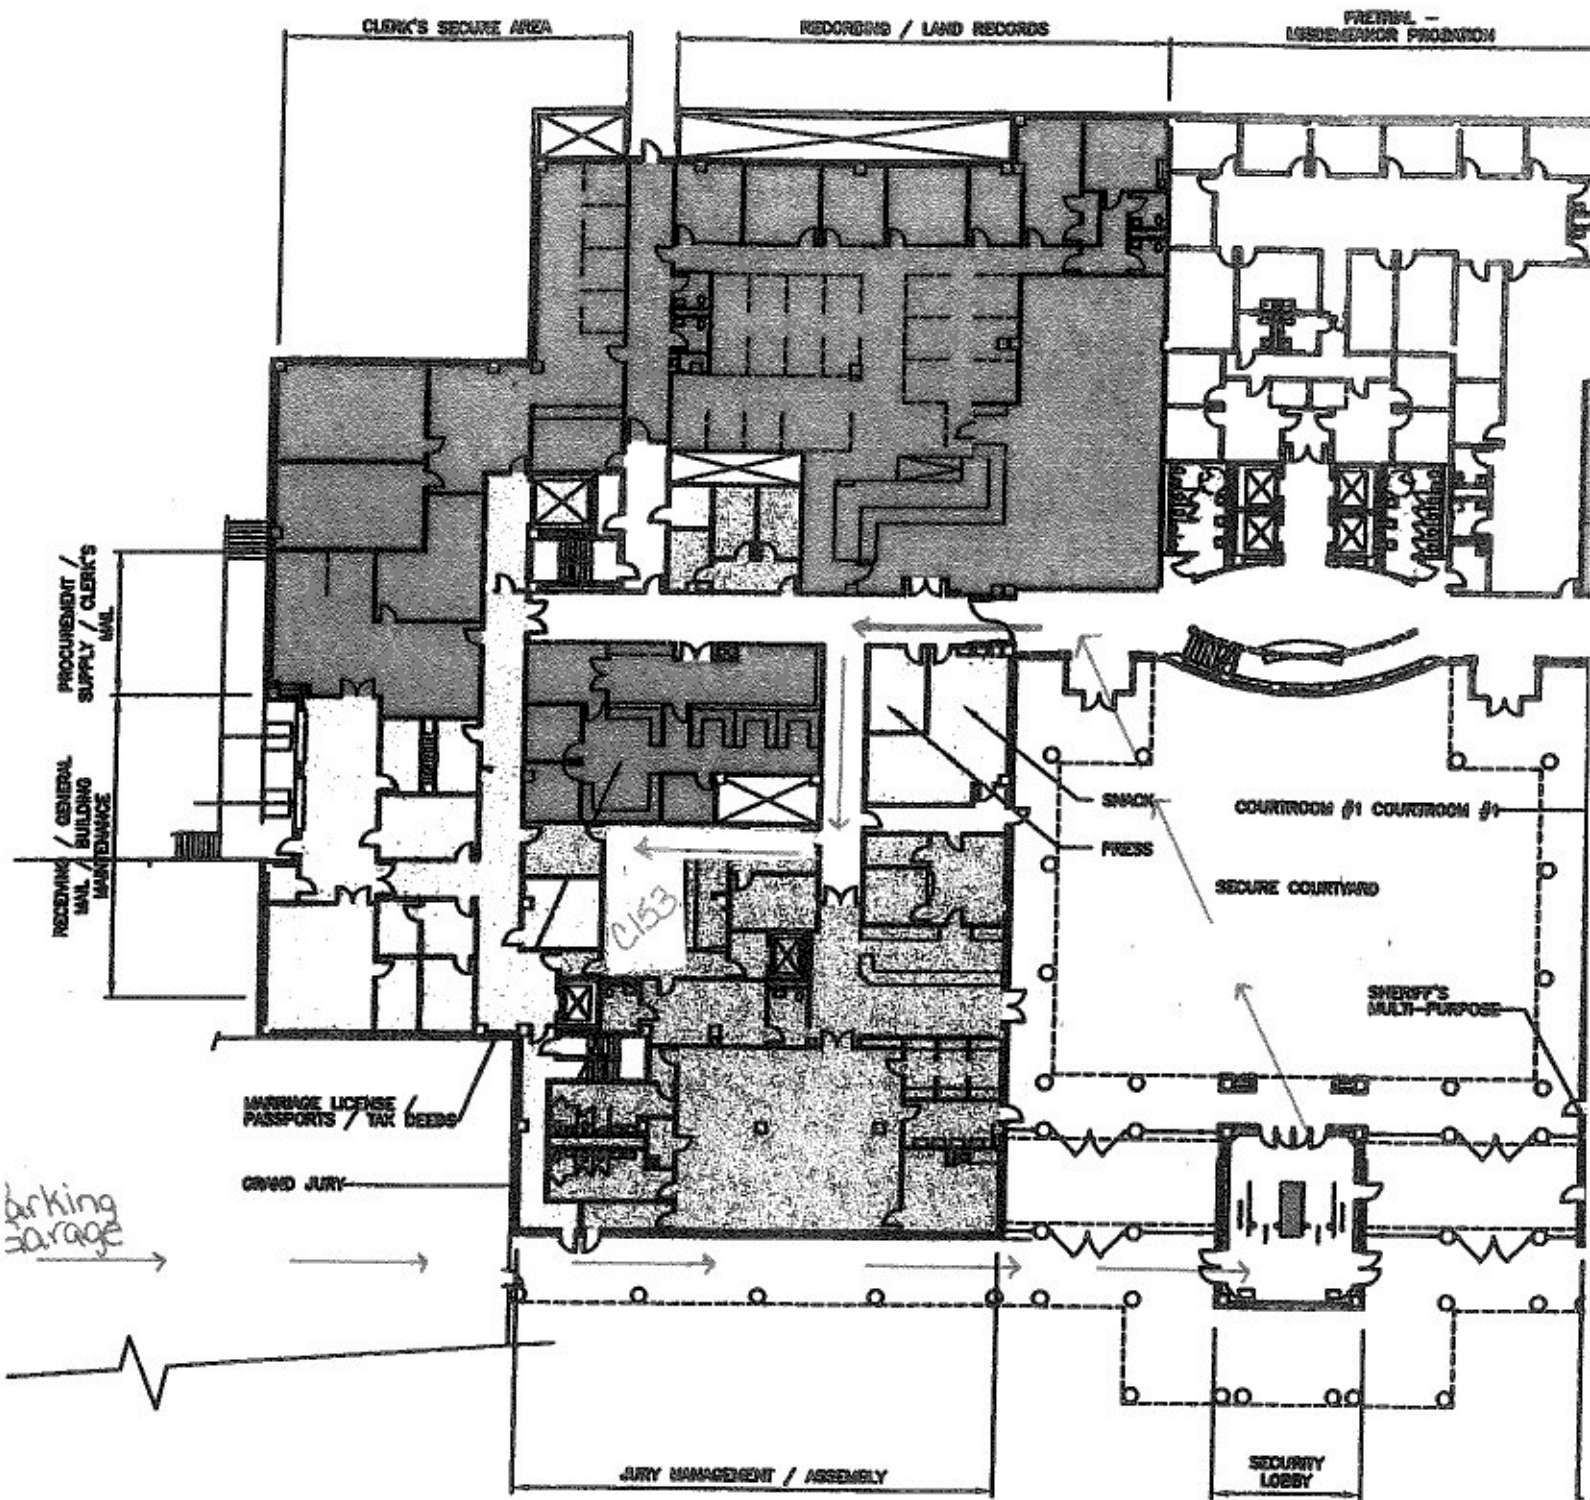 CLERK'S SECURE AREA
RECORDING / LAND RECORDS
PRETRIAL -
MISDEMEANOR PROBATION
PROCUREMENT /
SUPPLY / CLERK'S
MAIL
RECEIVING / GENERAL
MAIL / BUILDING
MAINTENANCE
SNACK
PRESS
COURTROOM #1 COURTROOM #1
SECURE COURTYARD
C153
SHERIFF'S
MULTI-PURPOSE
MARRIAGE LICENSE /
PASSPORTS / TAX DEEDS
GRAND JURY
arking
Garage
JURY MANAGEMENT / ASSEMBLY
SECURITY
LOBBY